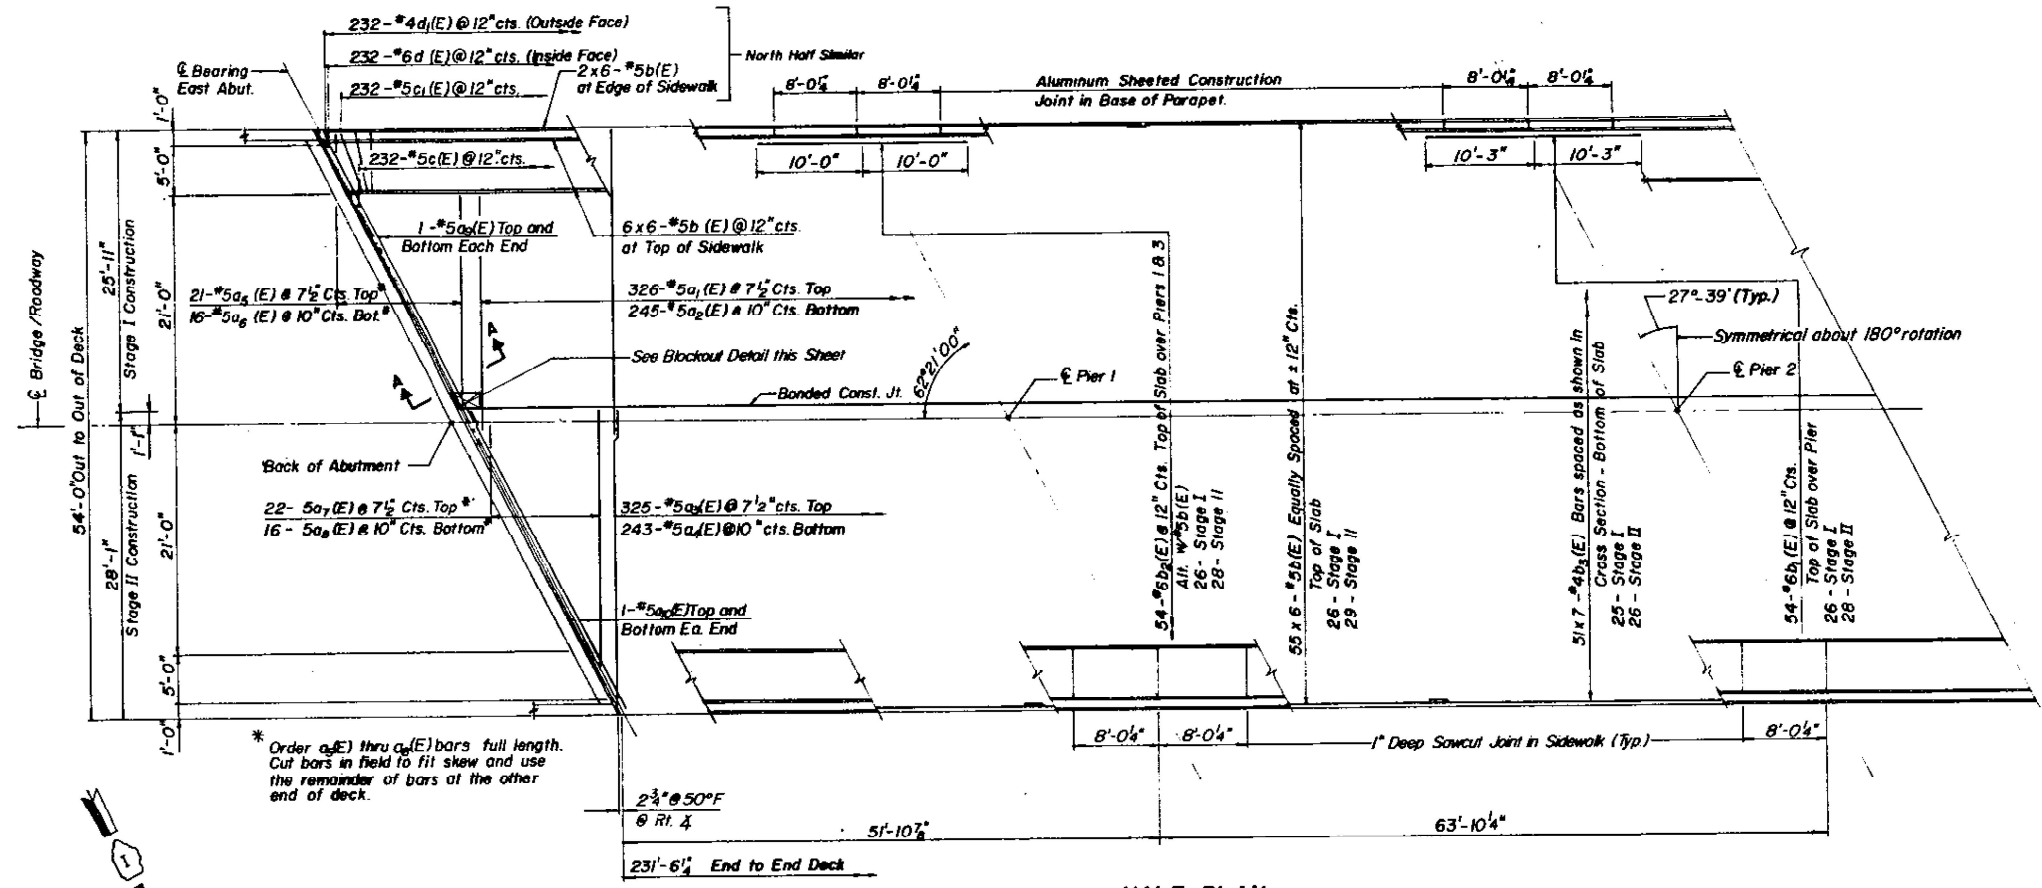 232-#4d1(E) @ 12" cts. (Outside Face)
232-#6d (E) @ 12" cts. (Inside Face)
2x6-#5b(E)
at Edge of Sidewalk
232-#5c1(E) @ 12" cts.
North Half Similar
℄ Bearing
East Abut.
8'-0¼"
8'-0¼"
Aluminum Sheeted Construction
Joint in Base of Parapet.
8'-0¼"
8'-0¼"
1'-0"
5'-0"
232-#5c(E) @ 12" cts.
10'-0"
10'-0"
10'-3"
10'-3"
1-#5a9(E) Top and
Bottom Each End
6x6-#5b (E) @ 12" cts.
at Top of Sidewalk
℄ Bridge/Roadway
54'-0" Out to Out of Deck
25'-11"
Stage I Construction
21'-0"
21-#5a5 (E) @ 7½" Cts. Top*
16-#5a6 (E) @ 10" Cts. Bot.*
326-#5a1(E) @ 7½" Cts. Top
245-#5a2(E) @ 10" Cts. Bottom
A
A
See Blockout Detail this Sheet
62°21'00"
℄ Pier 1
Bonded Const. Jt.
27°-39' (Typ.)
Symmetrical about 180° rotation
℄ Pier 2
1'-1"
Back of Abutment
28'-1"
Stage II Construction
21'-0"
22- 5a7(E) @ 7½" Cts. Top*
16 - 5a8(E) @ 10" Cts. Bottom*
325-#5a3(E) @ 7½" cts. Top
243-#5a4(E) @ 10" cts. Bottom
1-#5a10(E) Top and
Bottom Ea. End
54-#6b2(E) @ 12" Cts. Top of Slab over Piers 1 & 3
Alt. w/#5b(E)
26 - Stage I
28 - Stage II
55 x 6 - #5b(E) Equally Spaced at ± 12" Cts.
Top of Slab
26 - Stage I
29 - Stage II
51 x 7 - #4b3(E) Bars spaced as shown in
Cross Section - Bottom of Slab
25 - Stage I
26 - Stage II
54-#6b1(E) @ 12" Cts.
Top of Slab over Pier
26 - Stage I
28 - Stage II
5'-0"
1'-0"
* Order a5(E) thru a8(E) bars full length.
Cut bars in field to fit skew and use
the remainder of bars at the other
end of deck.
8'-0¼"
8'-0¼"
1" Deep Sawcut Joint in Sidewalk (Typ.)
8'-0¼"
2¾" @ 50°F
@ Rt. ∡
51'-10⅞"
63'-10¼"
231'-6¼" End to End Deck